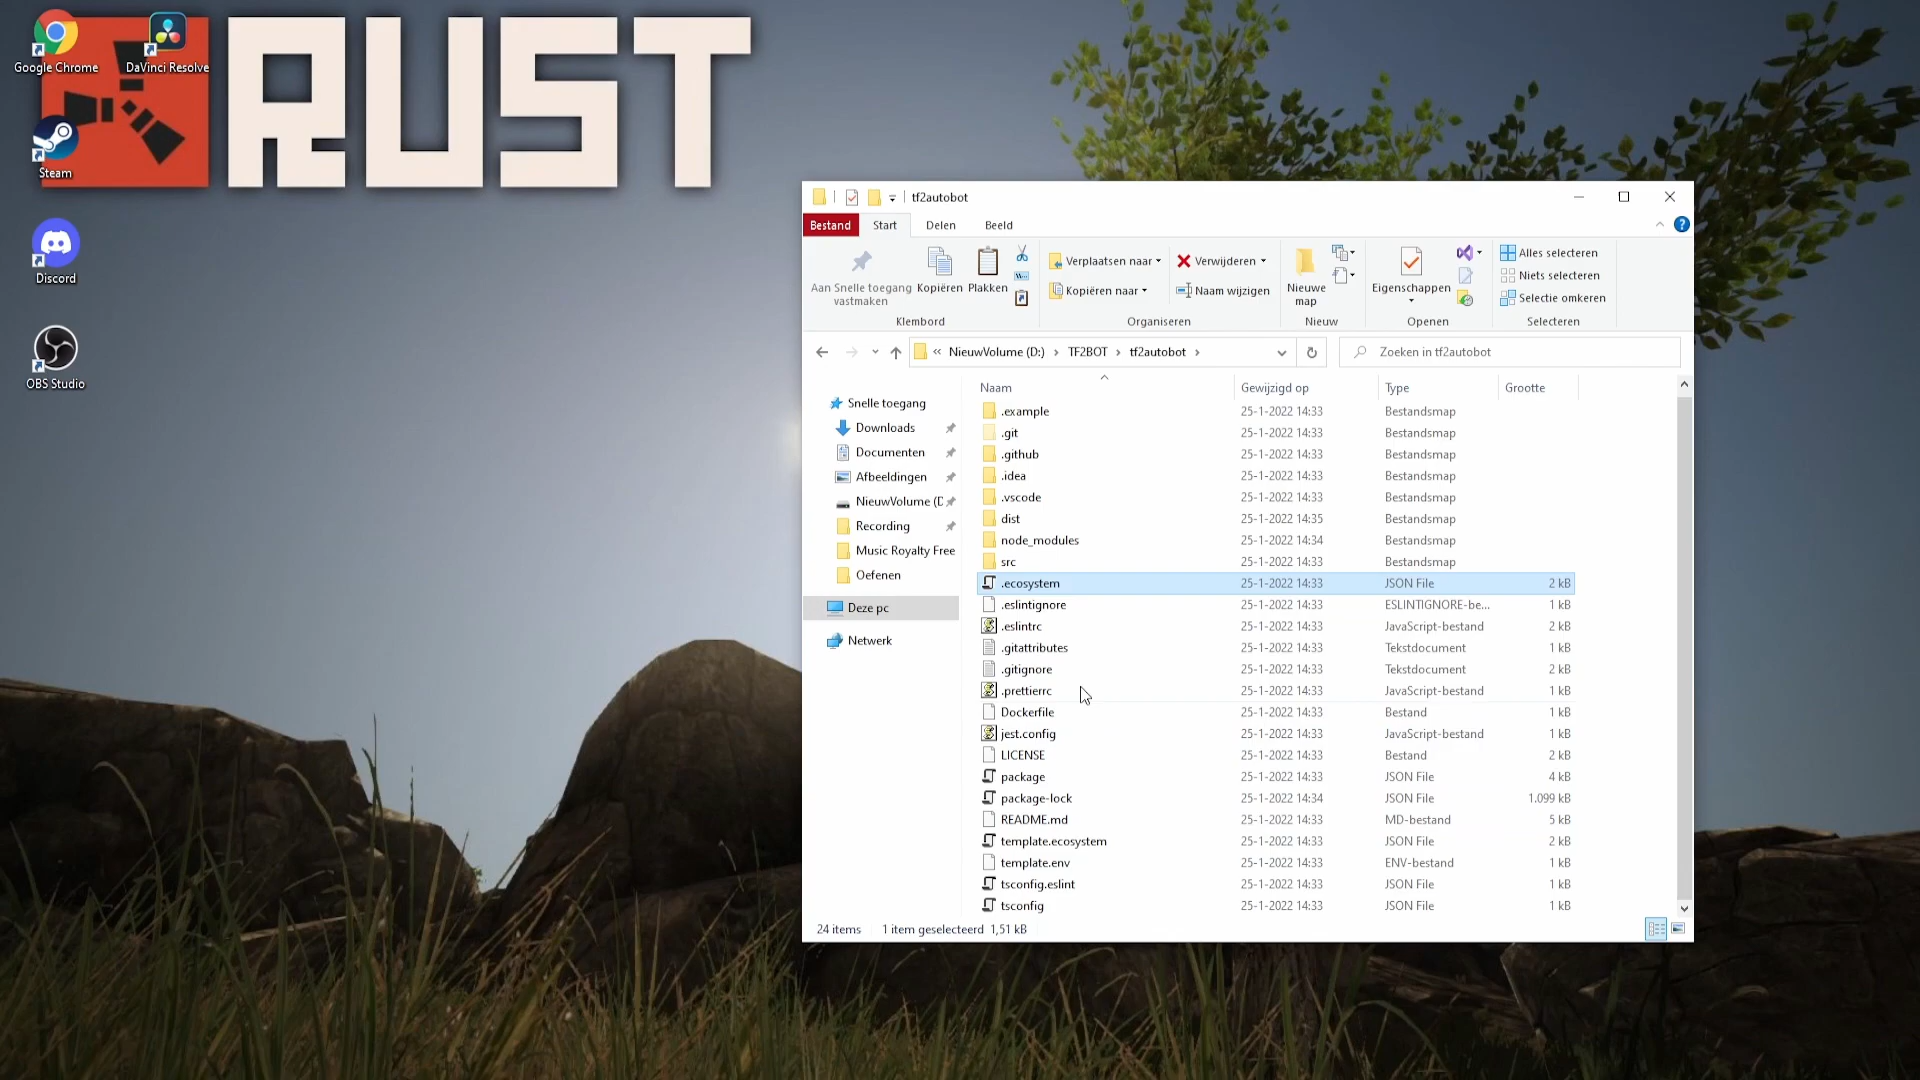 RUST
Google Chrome
DaVinci Resolve
Steam
Discord
OBS Studio
tf2autobot
Bestand Start Delen Beeld
Aan Snelle toegang vastmaken
Kopiëren
Plakken
Verplaatsen naar
Kopiëren naar
Verwijderen
Naam wijzigen
Nieuwe map
Eigenschappen
Alles selecteren
Niets selecteren
Selectie omkeren
Klembord Organiseren Nieuw Openen Selecteren
« NieuwVolume (D:) › TF2BOT › tf2autobot ›
Zoeken in tf2autobot
Snelle toegang
Downloads
Documenten
Afbeeldingen
NieuwVolume (D
Recording
Music Royalty Free
Oefenen
Deze pc
Netwerk
Naam Gewijzigd op Type Grootte
.example 25-1-2022 14:33 Bestandsmap
.git 25-1-2022 14:33 Bestandsmap
.github 25-1-2022 14:33 Bestandsmap
.idea 25-1-2022 14:33 Bestandsmap
.vscode 25-1-2022 14:33 Bestandsmap
dist 25-1-2022 14:35 Bestandsmap
node_modules 25-1-2022 14:34 Bestandsmap
src 25-1-2022 14:33 Bestandsmap
.ecosystem 25-1-2022 14:33 JSON File 2 kB
.eslintignore 25-1-2022 14:33 ESLINTIGNORE-be... 1 kB
.eslintrc 25-1-2022 14:33 JavaScript-bestand 2 kB
.gitattributes 25-1-2022 14:33 Tekstdocument 1 kB
.gitignore 25-1-2022 14:33 Tekstdocument 2 kB
.prettierrc 25-1-2022 14:33 JavaScript-bestand 1 kB
Dockerfile 25-1-2022 14:33 Bestand 1 kB
jest.config 25-1-2022 14:33 JavaScript-bestand 1 kB
LICENSE 25-1-2022 14:33 Bestand 2 kB
package 25-1-2022 14:33 JSON File 4 kB
package-lock 25-1-2022 14:34 JSON File 1.099 kB
README.md 25-1-2022 14:33 MD-bestand 5 kB
template.ecosystem 25-1-2022 14:33 JSON File 2 kB
template.env 25-1-2022 14:33 ENV-bestand 1 kB
tsconfig.eslint 25-1-2022 14:33 JSON File 1 kB
tsconfig 25-1-2022 14:33 JSON File 1 kB
24 items 1 item geselecteerd 1,51 kB